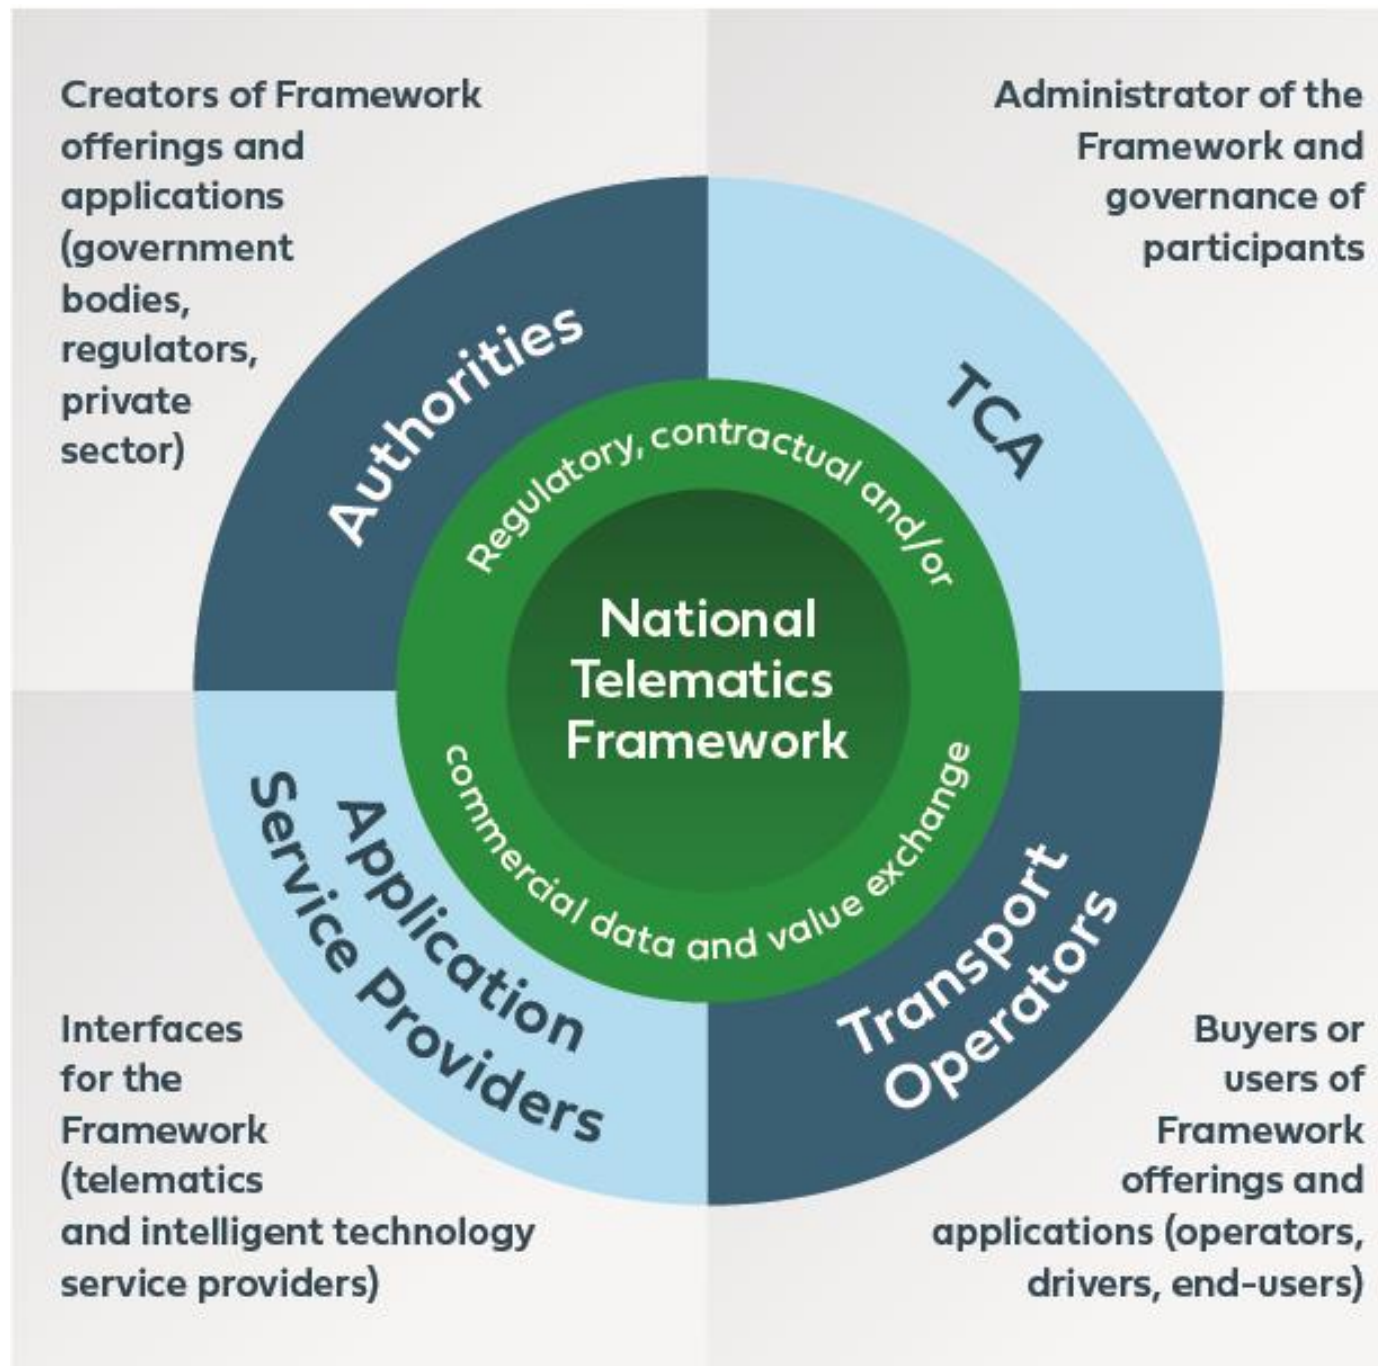 Creators of Framework
offerings and
applications
(government
bodies,
regulators,
private
sector)
Administrator of the
Framework and
governance of
participants
Authorities
TCA
Regulatory, contractual and/or
National
Telematics
Framework
commercial data and value exchange
Application
Service Providers
Transport
Operators
Interfaces
for the
Framework
(telematics
and intelligent technology
service providers)
Buyers or
users of
Framework
offerings and
applications (operators,
drivers, end-users)